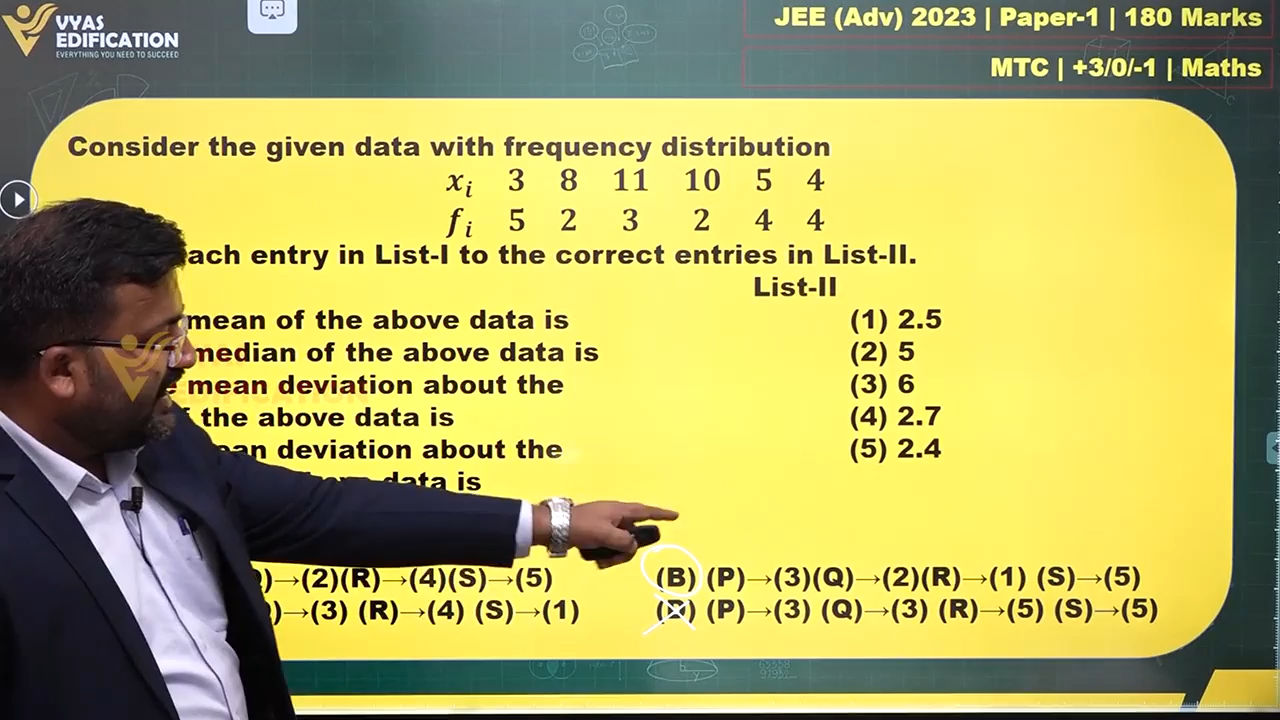 VYAS
EDIFICATION
EVERYTHING YOU NEED TO SUCCEED
JEE (Adv) 2023 | Paper-1 | 180 Marks
MTC | +3/0/-1 | Maths
Consider the given data with frequency distribution
xᵢ 3 8 11 10 5 4
fᵢ 5 2 3 2 4 4
ach entry in List-I to the correct entries in List-II.
List-II
mean of the above data is (1) 2.5
median of the above data is (2) 5
e mean deviation about the (3) 6
f the above data is (4) 2.7
ean deviation about the (5) 2.4
data is
)→(2)(R)→(4)(S)→(5) (B) (P)→(3)(Q)→(2)(R)→(1) (S)→(5)
)→(3) (R)→(4) (S)→(1) (D) (P)→(3) (Q)→(3) (R)→(5) (S)→(5)